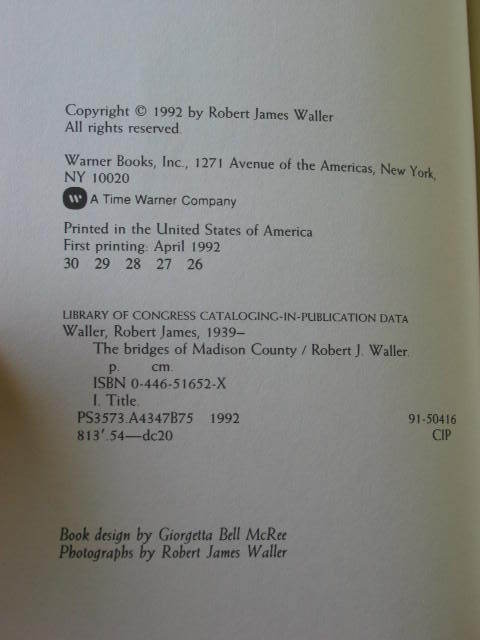 Copyright © 1992 by Robert James Waller
All rights reserved.
Warner Books, Inc., 1271 Avenue of the Americas, New York,
NY 10020
W A Time Warner Company
Printed in the United States of America
First printing: April 1992
30 29 28 27 26
LIBRARY OF CONGRESS CATALOGING-IN-PUBLICATION DATA
Waller, Robert James, 1939–
The bridges of Madison County / Robert J. Waller.
p. cm.
ISBN 0-446-51652-X
I. Title.
PS3573.A4347B75 1992 91-50416
813'.54—dc20 CIP
Book design by Giorgetta Bell McRee
Photographs by Robert James Waller